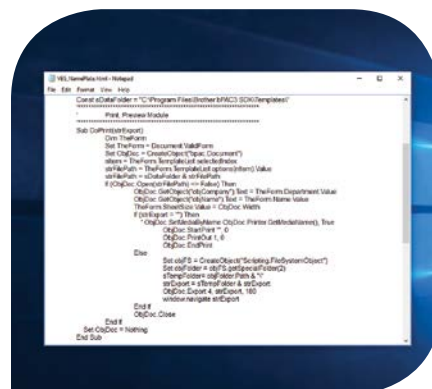 VBS_NamePlate.html - Notepad
File Edit Format View Help
Const sDataFolder = "C:\Program Files\Brother bPAC3 SDK\Templates\"
'*******************************************************
' Print, Preview Module
'*******************************************************
Sub DoPrint(strExport)
Dim TheForm
Set TheForm = Document.ValidForm
Set ObjDoc = CreateObject("bpac.Document")
nItem = TheForm.TemplateList.selectedIndex
strFilePath = TheForm.TemplateList.options(nItem).Value
strFilePath = sDataFolder & strFilePath
If (ObjDoc.Open(strFilePath) <> False) Then
ObjDoc.GetObject("objCompany").Text = TheForm.Department.Value
ObjDoc.GetObject("objName").Text = TheForm.Name.Value
TheForm.SheetSize.Value = ObjDoc.Width
If (strExport = "") Then
' ObjDoc.SetMediaByName ObjDoc.Printer.GetMediaName(), True
ObjDoc.StartPrint "", 0
ObjDoc.PrintOut 1, 0
ObjDoc.EndPrint
Else
Set objFS = CreateObject("Scripting.FileSystemObject")
Set objFolder = objFS.getSpecialFolder(2)
sTempFolder= objFolder.Path & "\"
strExport = sTempFolder & strExport
ObjDoc.Export 4, strExport, 180
window.navigate strExport
End If
ObjDoc.Close
End If
Set ObjDoc = Nothing
End Sub